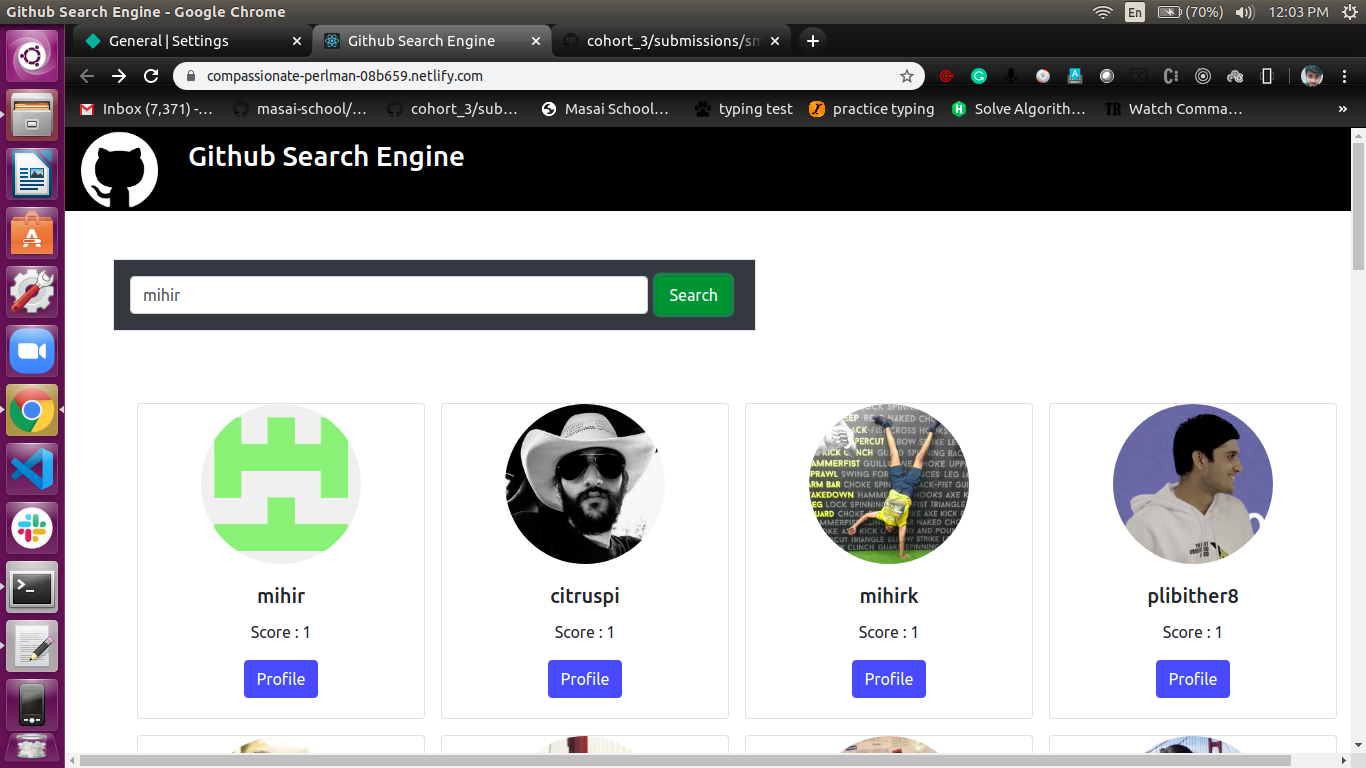 Github Search Engine - Google Chrome
En (70%) 12:03 PM
General | Settings
Github Search Engine
cohort_3/submissions/sm
compassionate-perlman-08b659.netlify.com
Inbox (7,371) -...
masai-school/...
cohort_3/sub...
Masai School...
typing test
practice typing
Solve Algorith...
TR Watch Comma...
»
Github Search Engine
mihir
Search
mihir
Score : 1
Profile
citruspi
Score : 1
Profile
mihirk
Score : 1
Profile
plibither8
Score : 1
Profile